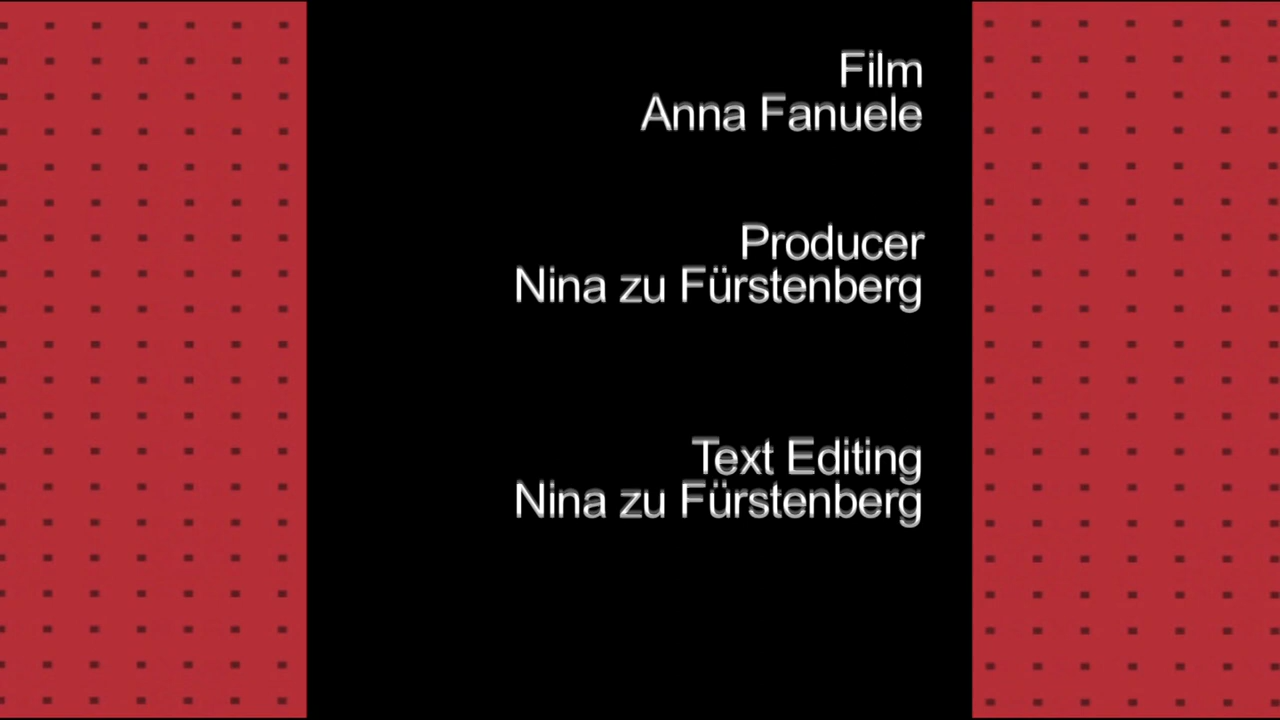 Film
Anna Fanuele
Producer
Nina zu Fürstenberg
Text Editing
Nina zu Fürstenberg